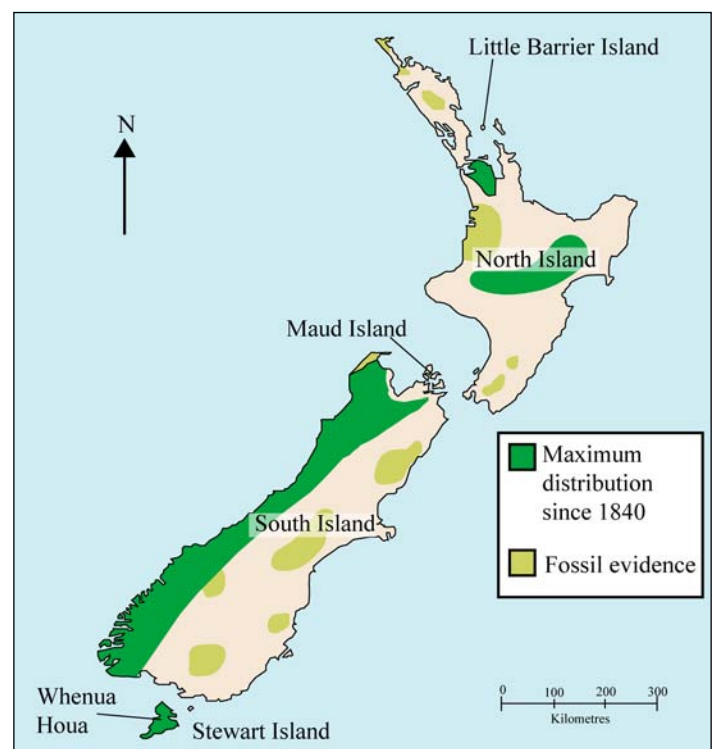 Little Barrier Island
N
North Island
Maud Island
Maximum
distribution
since 1840
South Island
Fossil evidence
Whenua
Houa
Stewart Island
0 100 200 300
Kilometres